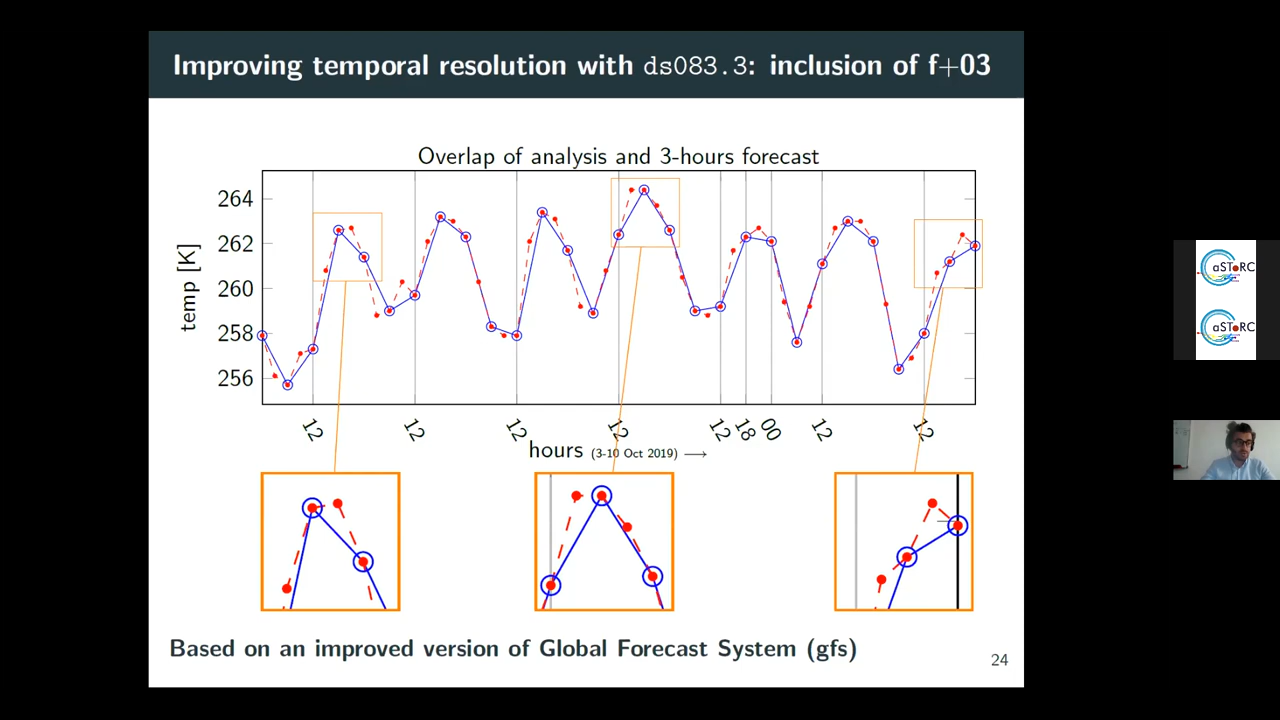 Improving temporal resolution with ds083.3: inclusion of f+03
Overlap of analysis and 3-hours forecast
264
262
260
258
256
temp [K]
12 12 12 12 12 18 00 12 12
hours (3-10 Oct 2019) →
Based on an improved version of Global Forecast System (gfs)
24
aSTeRC
aSTeRC